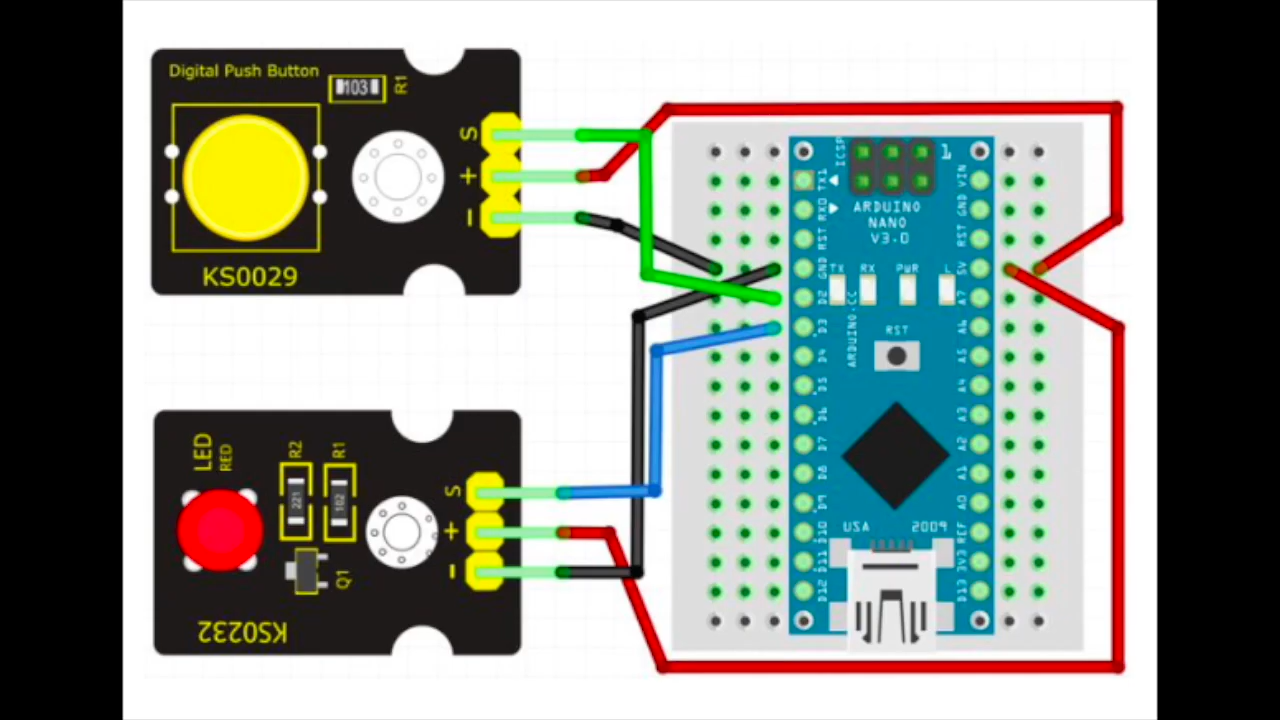 Digital Push Button
103
R1
S
+
−
KS0029
LED
RED
R2
R1
221
102
S
+
−
Q1
KS0232
ICSP
1
TX1
RX0
RST
GND
D2
D3
D4
D5
D6
D7
D8
D9
D10
D11
D12
ARDUINO
NANO
V3.0
TX
RX
PWR
L
ARDUINO.CC
RST
USA
2009
VIN
GND
RST
5V
A7
A6
A5
A4
A3
A2
A1
A0
REF
3V3
D13